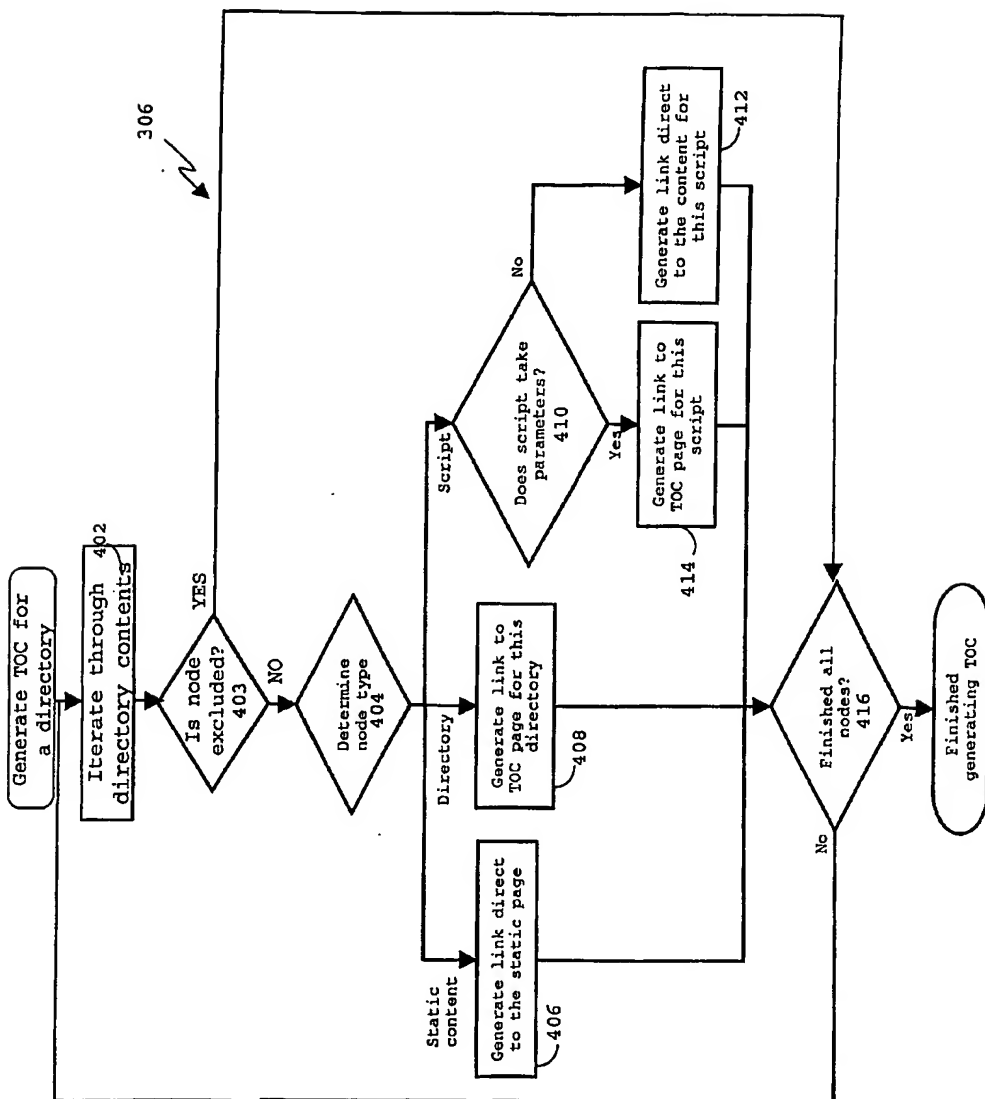 306
Generate TOC for
a directory
Iterate through
directory contents
402
Is node
excluded?
403
YES
NO
Determine
node type
404
Static
content
Directory
Script
Generate link direct
to the static page
406
Generate link to
TOC page for this
directory
408
Does script take
parameters?
410
No
Yes
Generate link direct
to the content for
this script
412
Generate link to
TOC page for this
script
414
Finished all
nodes?
416
No
Yes
Finished
generating TOC